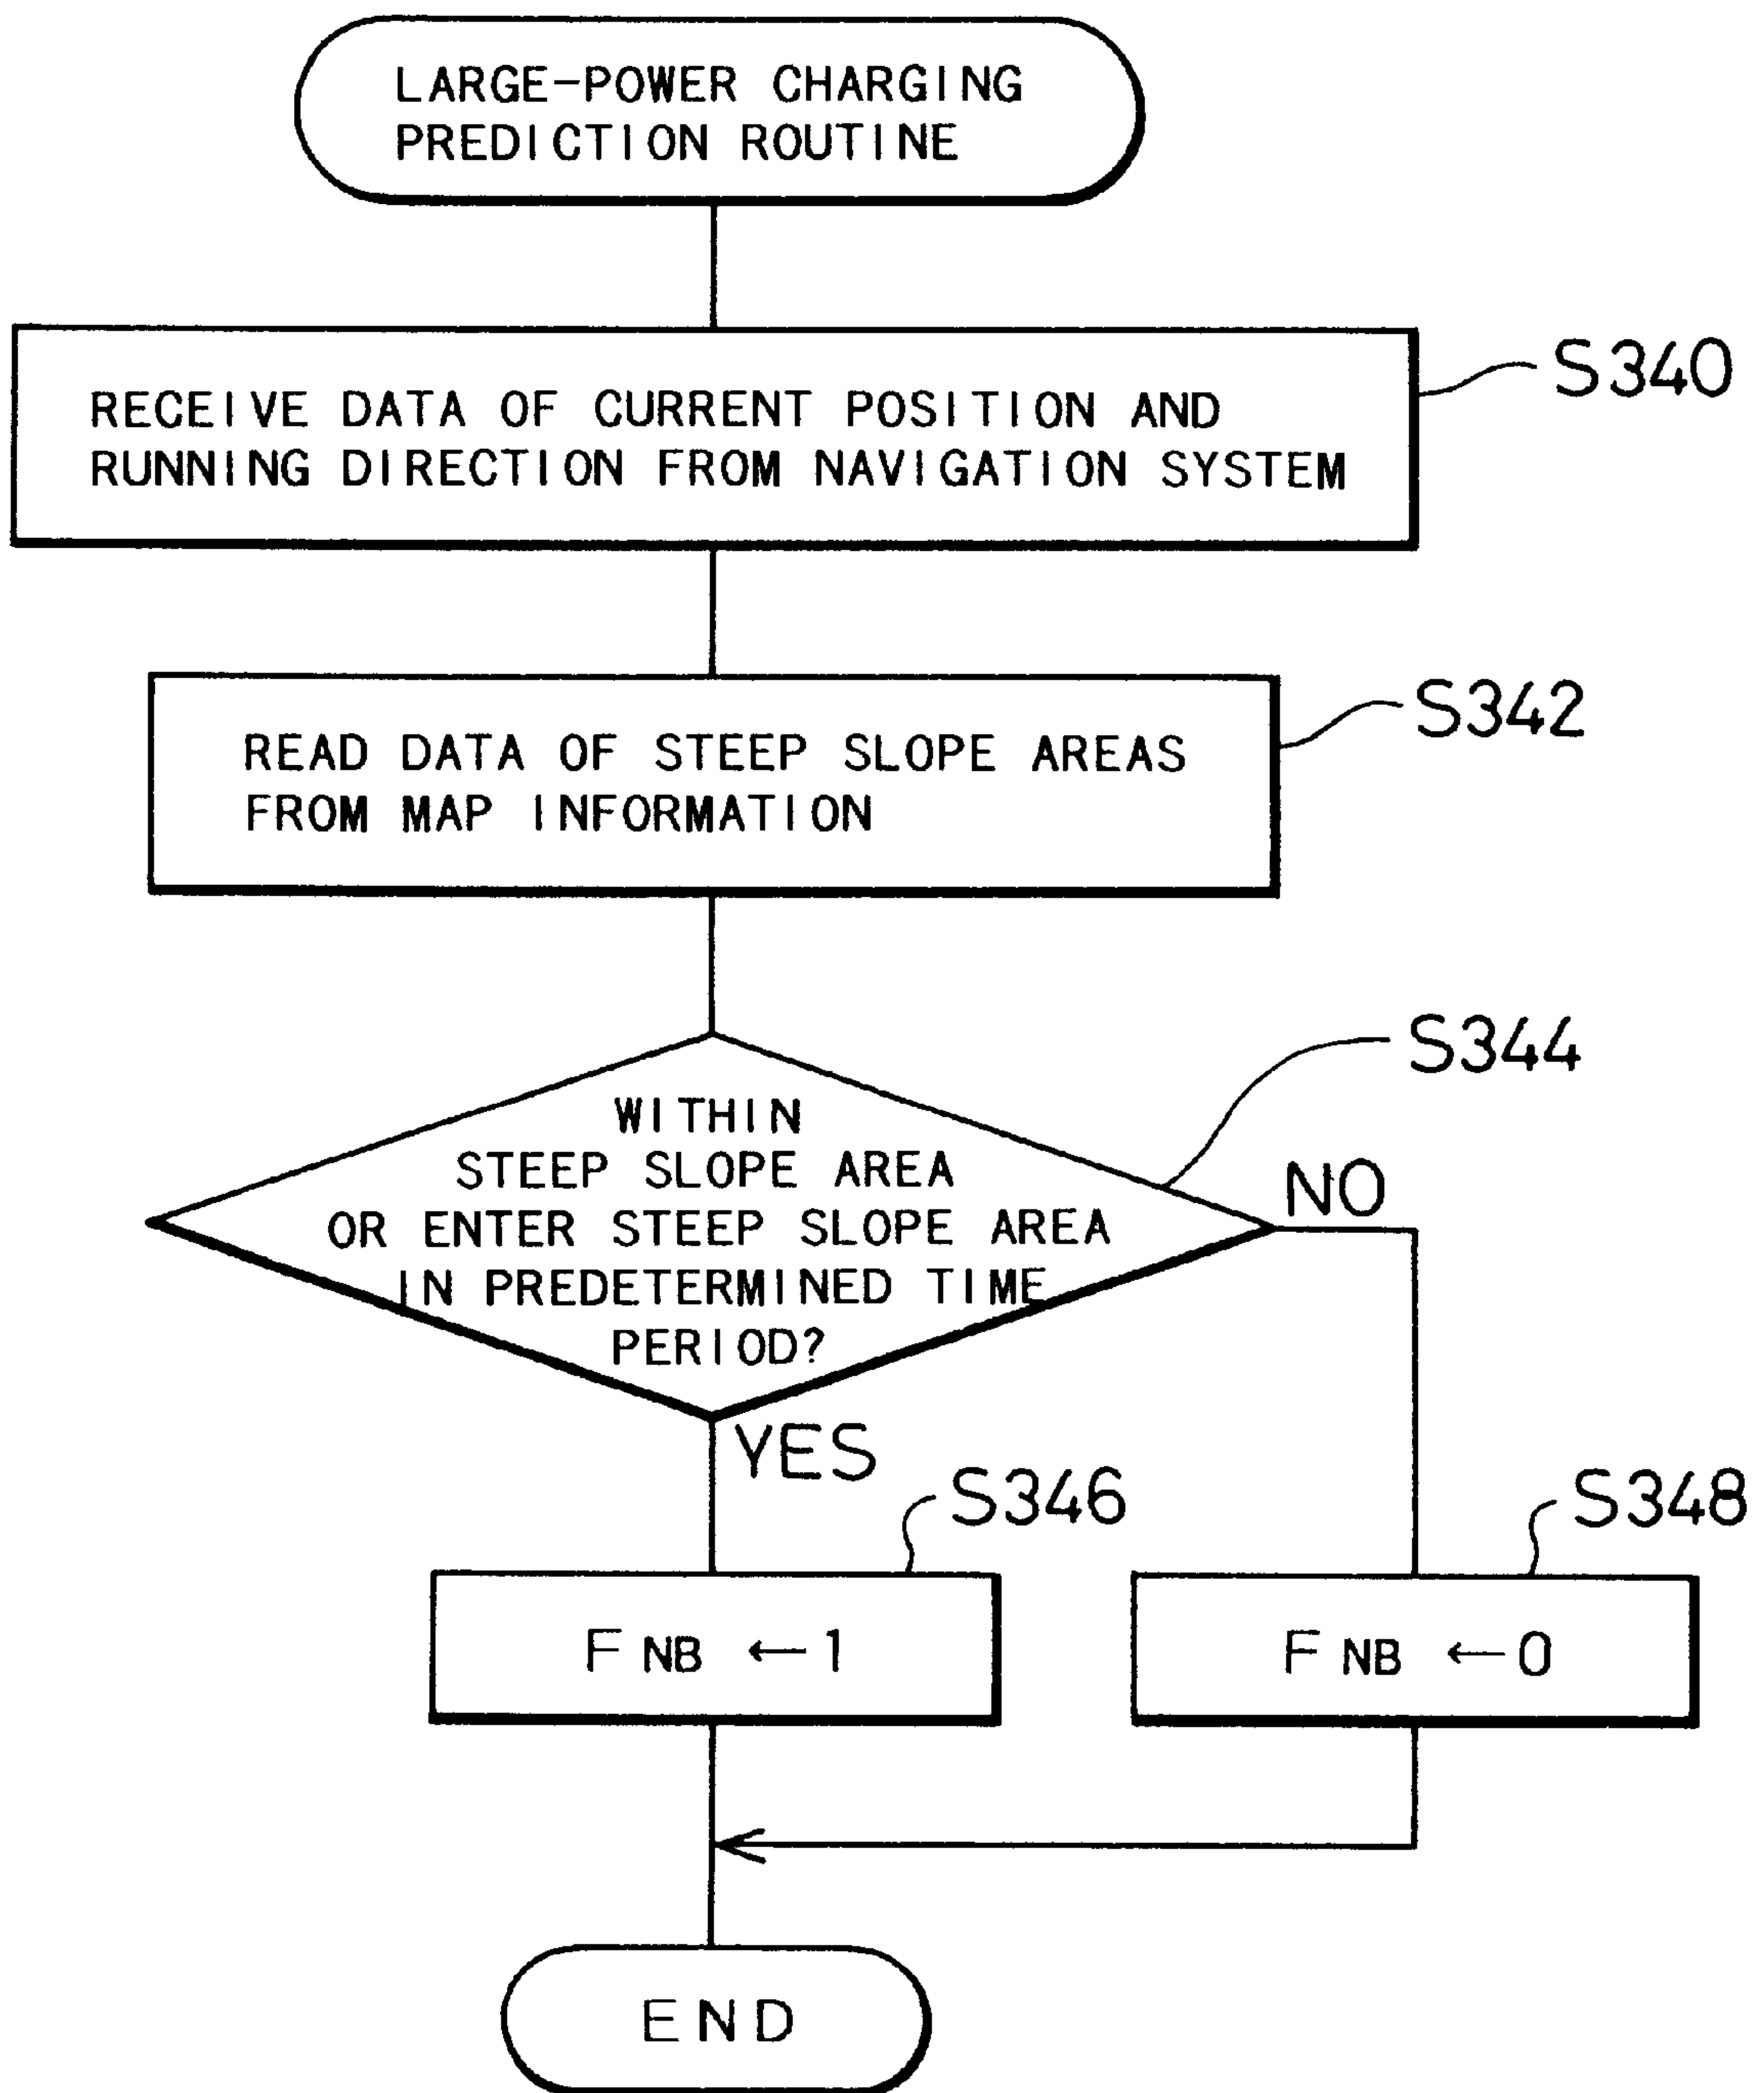 LARGE-POWER CHARGING
PREDICTION ROUTINE
RECEIVE DATA OF CURRENT POSITION AND
RUNNING DIRECTION FROM NAVIGATION SYSTEM
S340
READ DATA OF STEEP SLOPE AREAS
FROM MAP INFORMATION
S342
WITHIN
STEEP SLOPE AREA
OR ENTER STEEP SLOPE AREA
IN PREDETERMINED TIME
PERIOD?
S344
NO
YES
S346
S348
F NB ←1
F NB ←0
END